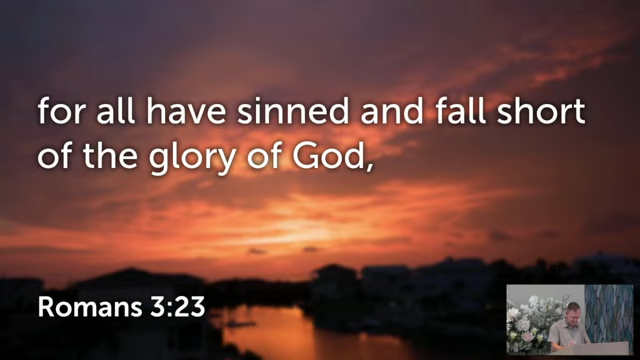 for all have sinned and fall short
of the glory of God,
Romans 3:23